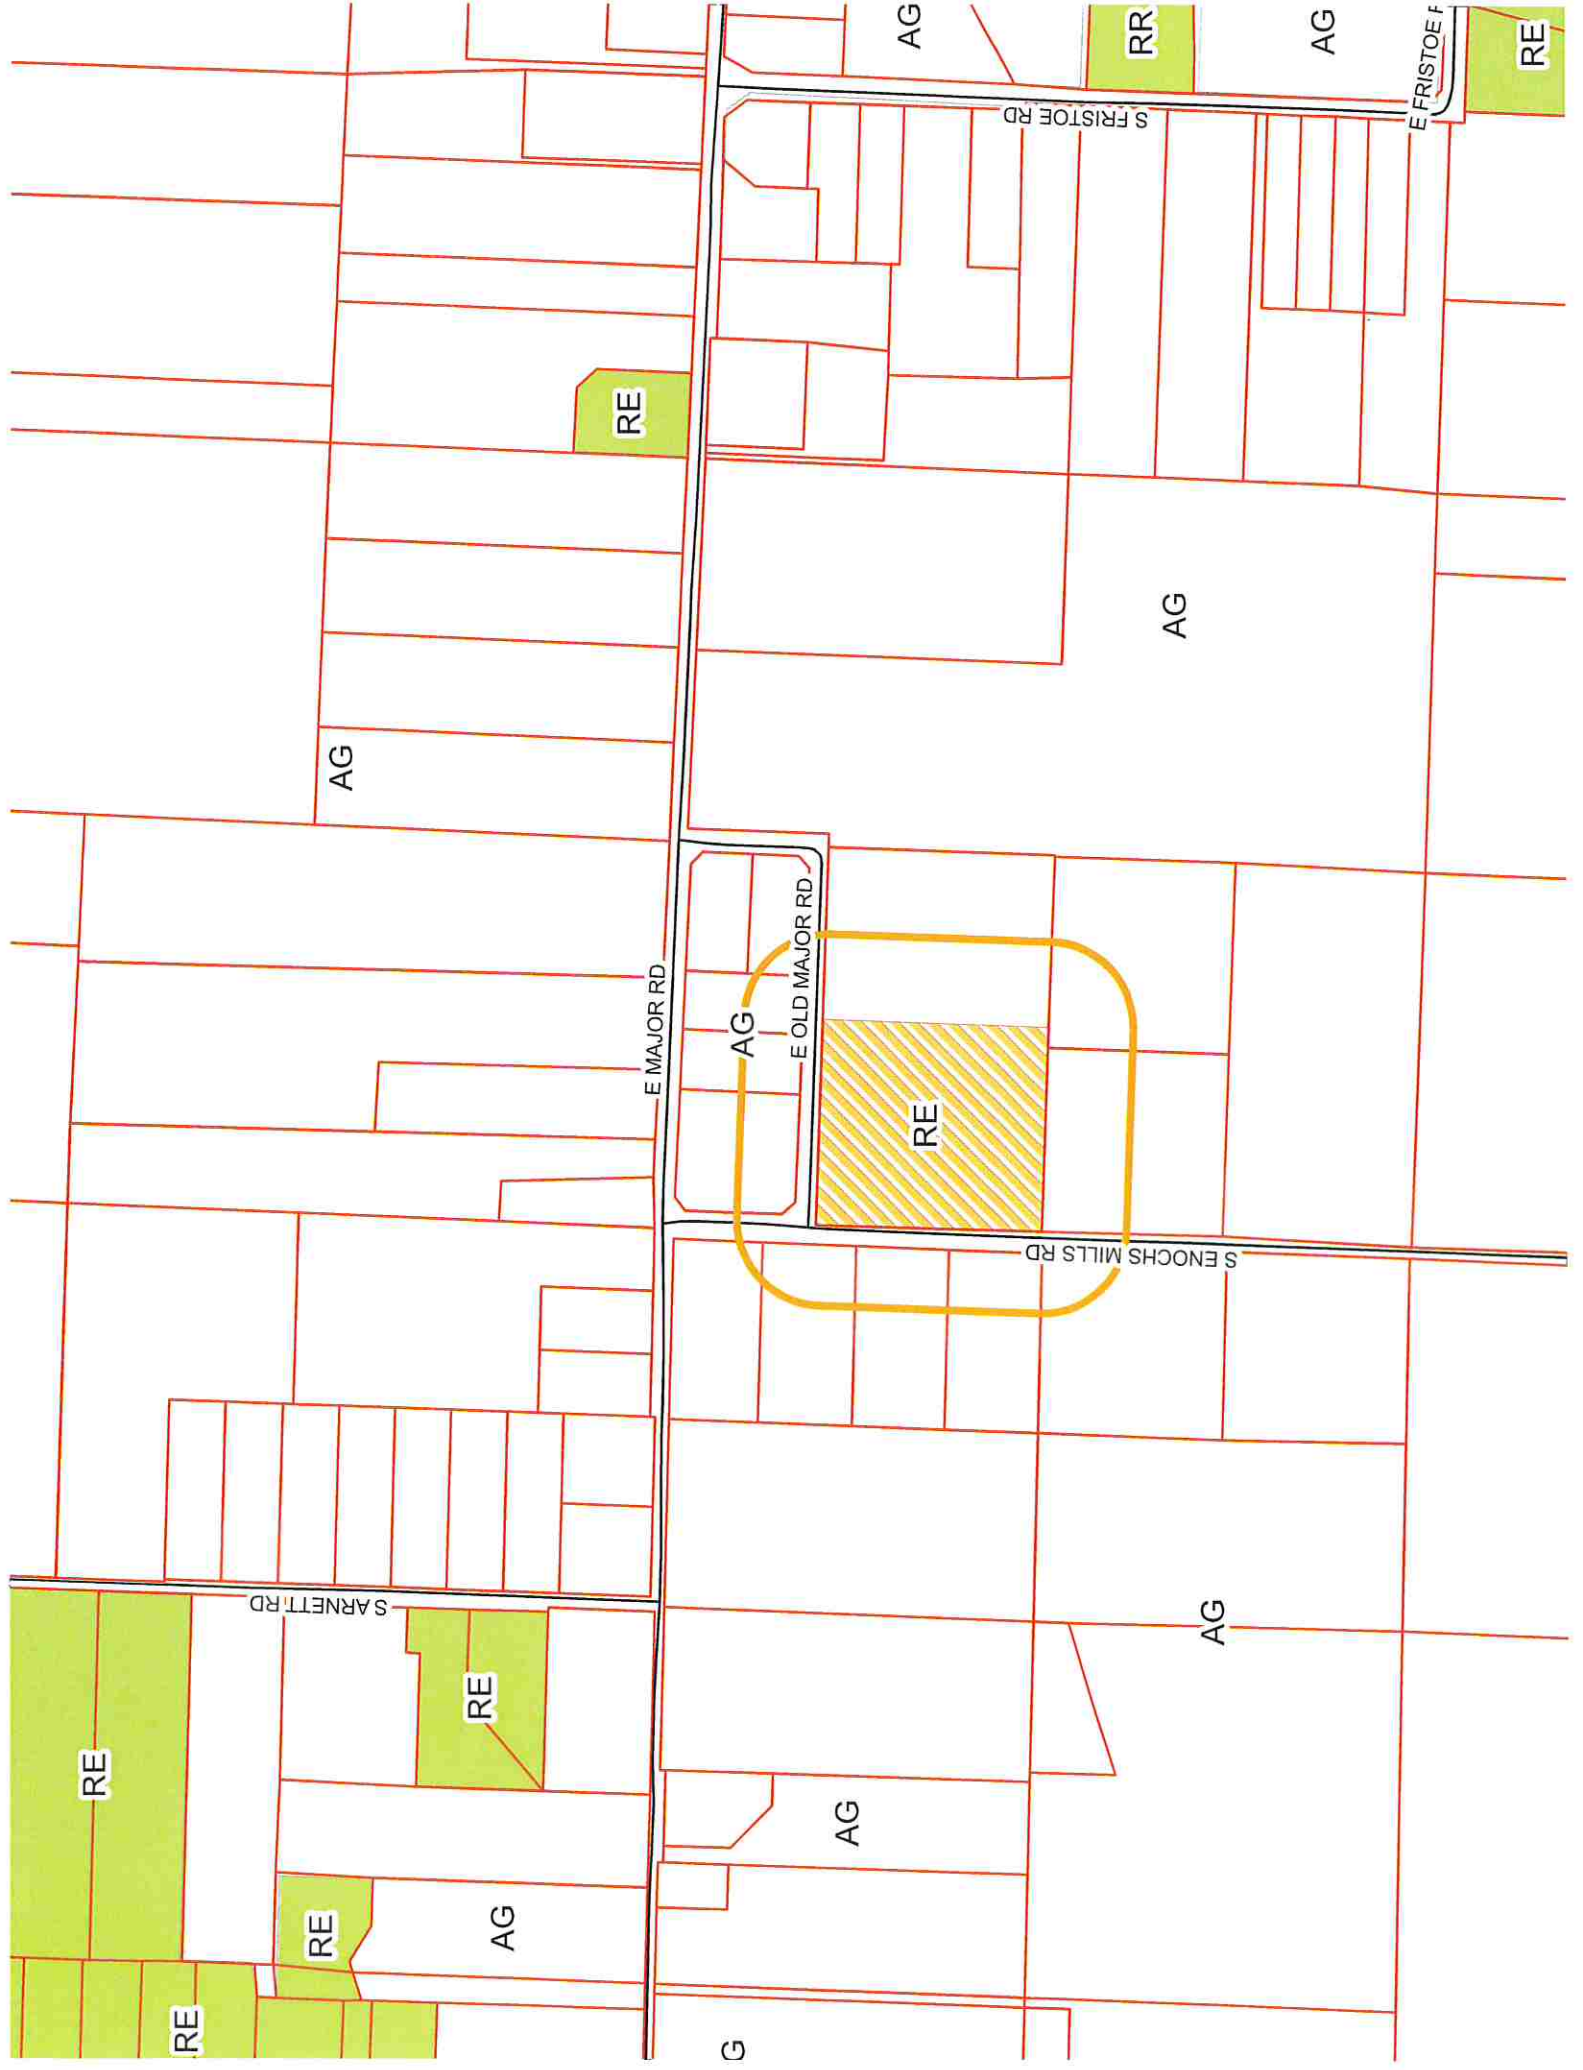 AG
RR
AG
RE
E FRISTOE
S FRISTOE RD
RE
AG
AG
E MAJOR RD
AG
E OLD MAJOR RD
RE
S ENOCHS MILLS RD
S ARNETT RD
AG
RE
RE
AG
RE
AG
RE
G